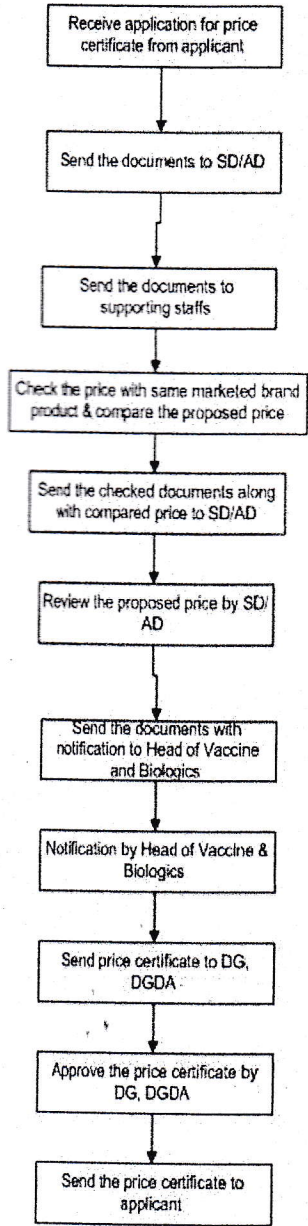 Receive application for price
certificate from applicant
Send the documents to SD/AD
Send the documents to
supporting staffs
Check the price with same marketed brand
product & compare the proposed price
Send the checked documents along
with compared price to SD/AD
Review the proposed price by SD/
AD
Send the documents with
notification to Head of Vaccine
and Biologics
Notification by Head of Vaccine &
Biologics
Send price certificate to DG,
DGDA
Approve the price certificate by
DG, DGDA
Send the price certificate to
applicant